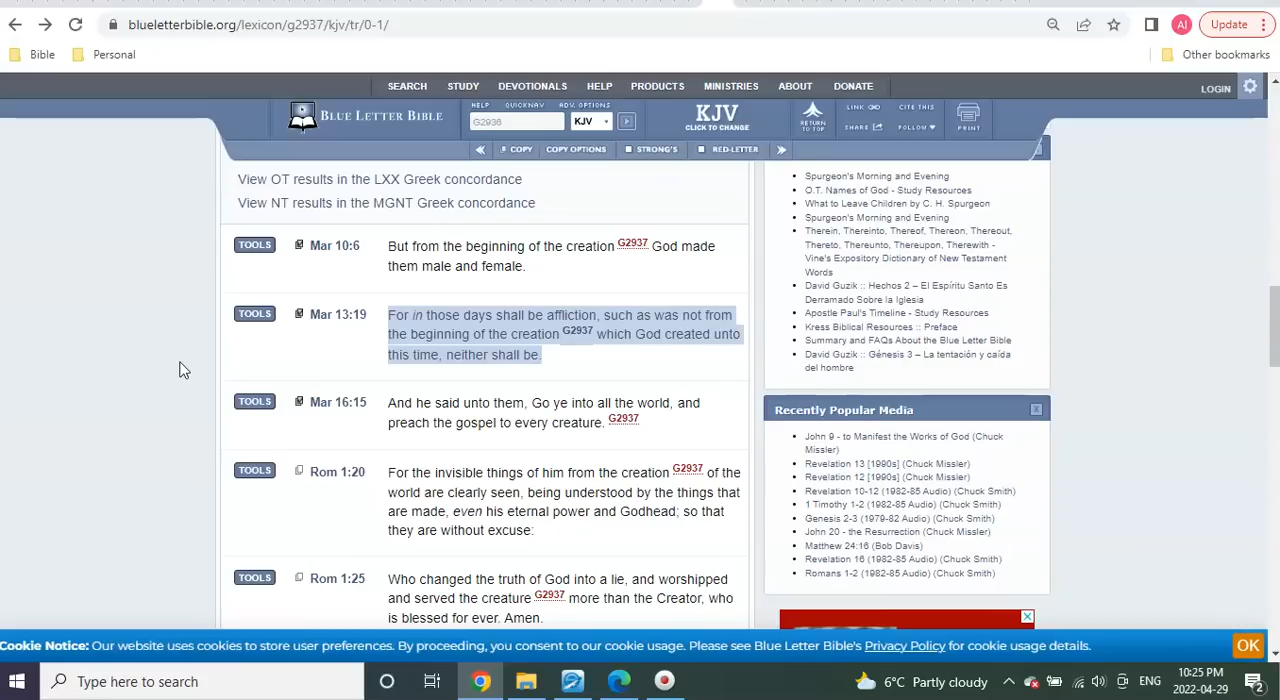 blueletterbible.org/lexicon/g2937/kjv/tr/0-1/
AI
Update
Bible
Personal
Other bookmarks
SEARCH STUDY DEVOTIONALS HELP PRODUCTS MINISTRIES ABOUT DONATE
LOGIN
BLUE LETTER BIBLE
HELP QUICKNAV ADV. OPTIONS
G2936
KJV
KJV
CLICK TO CHANGE
RETURN
TO TOP
LINK
CITE THIS
SHARE
FOLLOW
PRINT
COPY COPY OPTIONS STRONG'S RED-LETTER
View OT results in the LXX Greek concordance
View NT results in the MGNT Greek concordance
TOOLS Mar 10:6 But from the beginning of the creation G2937 God made
them male and female.
TOOLS Mar 13:19 For in those days shall be affliction, such as was not from
the beginning of the creation G2937 which God created unto
this time, neither shall be.
TOOLS Mar 16:15 And he said unto them, Go ye into all the world, and
preach the gospel to every creature. G2937
TOOLS Rom 1:20 For the invisible things of him from the creation G2937 of the
world are clearly seen, being understood by the things that
are made, even his eternal power and Godhead; so that
they are without excuse:
TOOLS Rom 1:25 Who changed the truth of God into a lie, and worshipped
and served the creature G2937 more than the Creator, who
is blessed for ever. Amen.
Spurgeon's Morning and Evening
O.T. Names of God - Study Resources
What to Leave Children by C. H. Spurgeon
Spurgeon's Morning and Evening
Therein, Thereinto, Thereof, Thereon, Thereout,
Thereto, Thereunto, Thereupon, Therewith -
Vine's Expository Dictionary of New Testament
Words
David Guzik :: Hechos 2 – El Espíritu Santo Es
Derramado Sobre la Iglesia
Apostle Paul's Timeline - Study Resources
Kress Biblical Resources :: Preface
Summary and FAQs About the Blue Letter Bible
David Guzik :: Génesis 3 – La tentación y caída
del hombre
Recently Popular Media
John 9 - to Manifest the Works of God (Chuck
Missler)
Revelation 13 [1990s] (Chuck Missler)
Revelation 12 [1990s] (Chuck Missler)
Revelation 10-12 (1982-85 Audio) (Chuck Smith)
1 Timothy 1-2 (1982-85 Audio) (Chuck Smith)
Genesis 2-3 (1979-82 Audio) (Chuck Smith)
John 20 - the Resurrection (Chuck Missler)
Matthew 24:16 (Bob Davis)
Revelation 16 (1982-85 Audio) (Chuck Smith)
Romans 1-2 (1982-85 Audio) (Chuck Smith)
Cookie Notice: Our website uses cookies to store user preferences. By proceeding, you consent to our cookie usage. Please see Blue Letter Bible's Privacy Policy for cookie usage details.
OK
Type here to search
6°C Partly cloudy
ENG
10:25 PM
2022-04-29
2